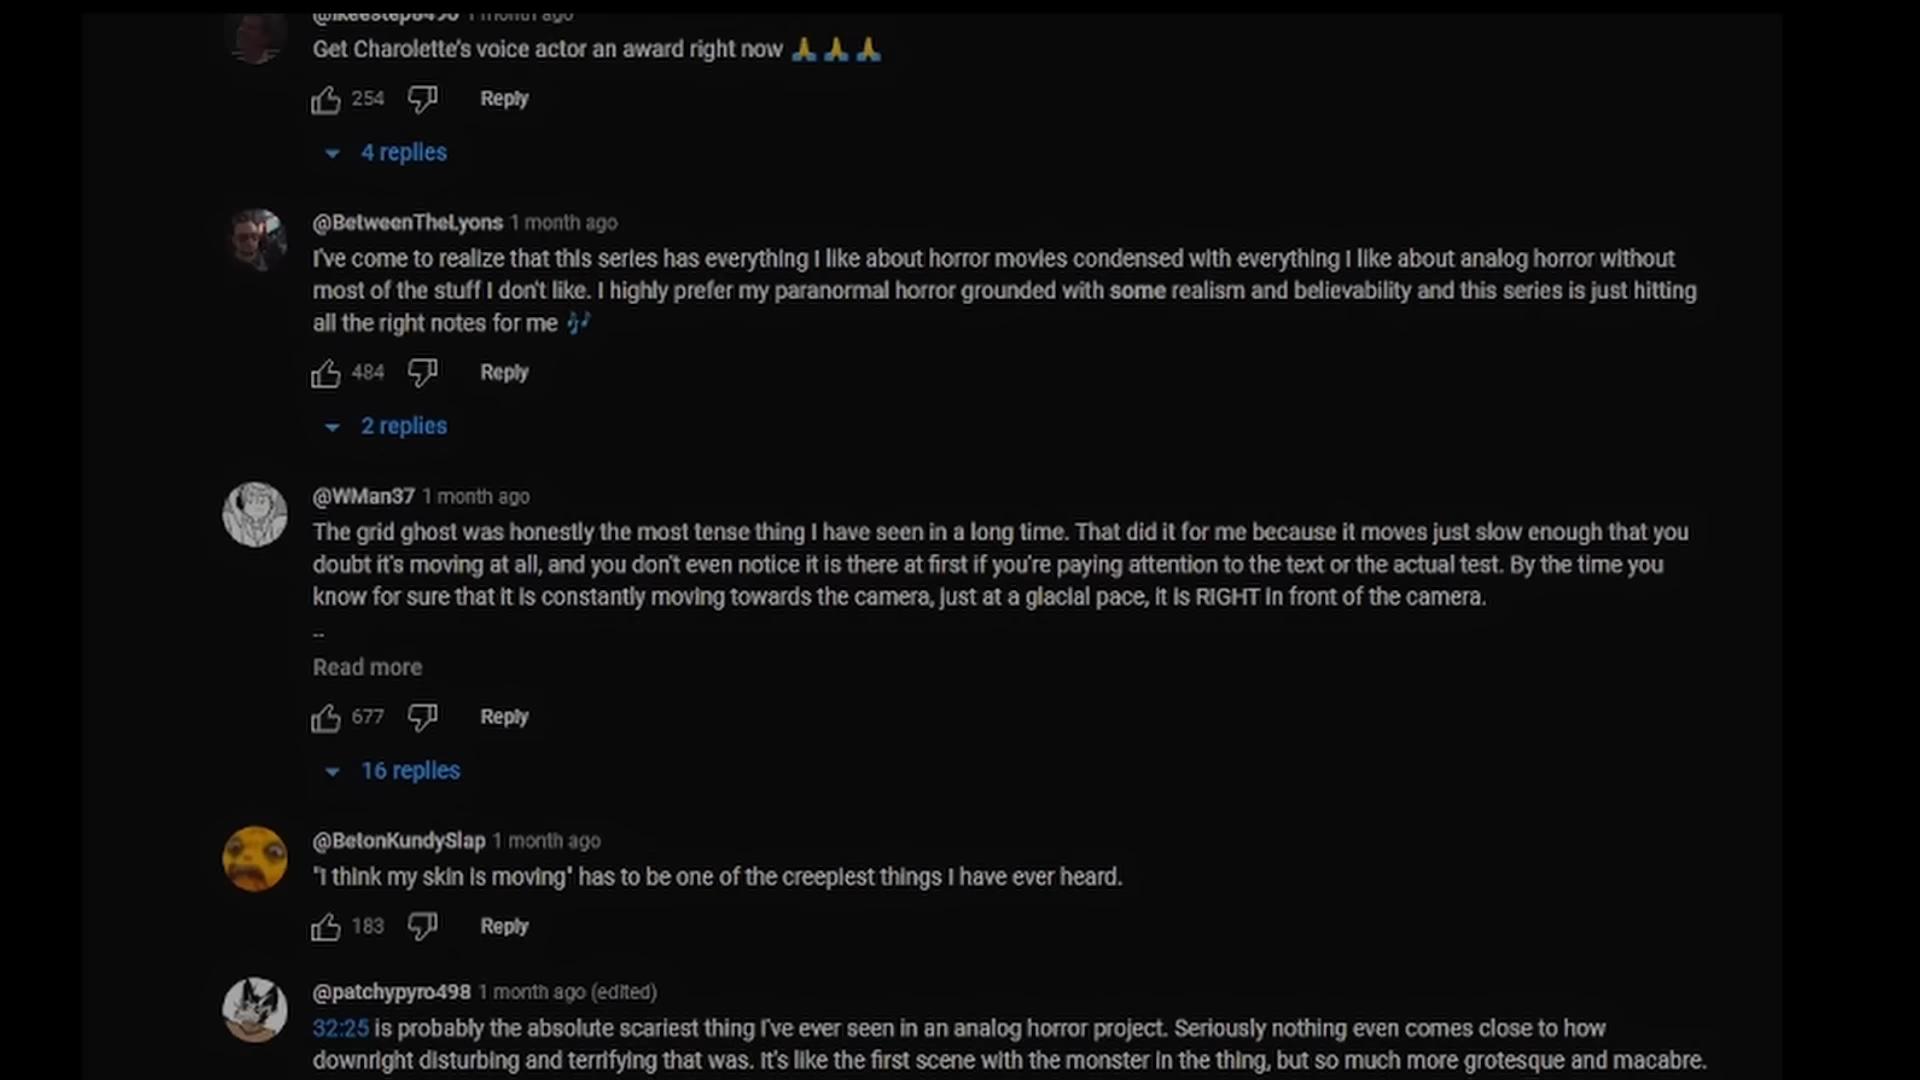 1 month ago
Get Charolette's voice actor an award right now 🙏 🙏 🙏
254 Reply
4 replies
@BetweenTheLyons 1 month ago
I've come to realize that this series has everything I like about horror movies condensed with everything I like about analog horror without
most of the stuff I don't like. I highly prefer my paranormal horror grounded with some realism and believability and this series is just hitting
all the right notes for me 🎶
484 Reply
2 replies
@WMan37 1 month ago
The grid ghost was honestly the most tense thing I have seen in a long time. That did it for me because it moves just slow enough that you
doubt it's moving at all, and you don't even notice it is there at first if you're paying attention to the text or the actual test. By the time you
know for sure that it is constantly moving towards the camera, just at a glacial pace, it is RIGHT in front of the camera.
--
Read more
677 Reply
16 replies
@BetonKundySlap 1 month ago
"I think my skin is moving" has to be one of the creepiest things I have ever heard.
183 Reply
@patchypyro498 1 month ago (edited)
32:25 is probably the absolute scariest thing I've ever seen in an analog horror project. Seriously nothing even comes close to how
downright disturbing and terrifying that was. It's like the first scene with the monster in the thing, but so much more grotesque and macabre.